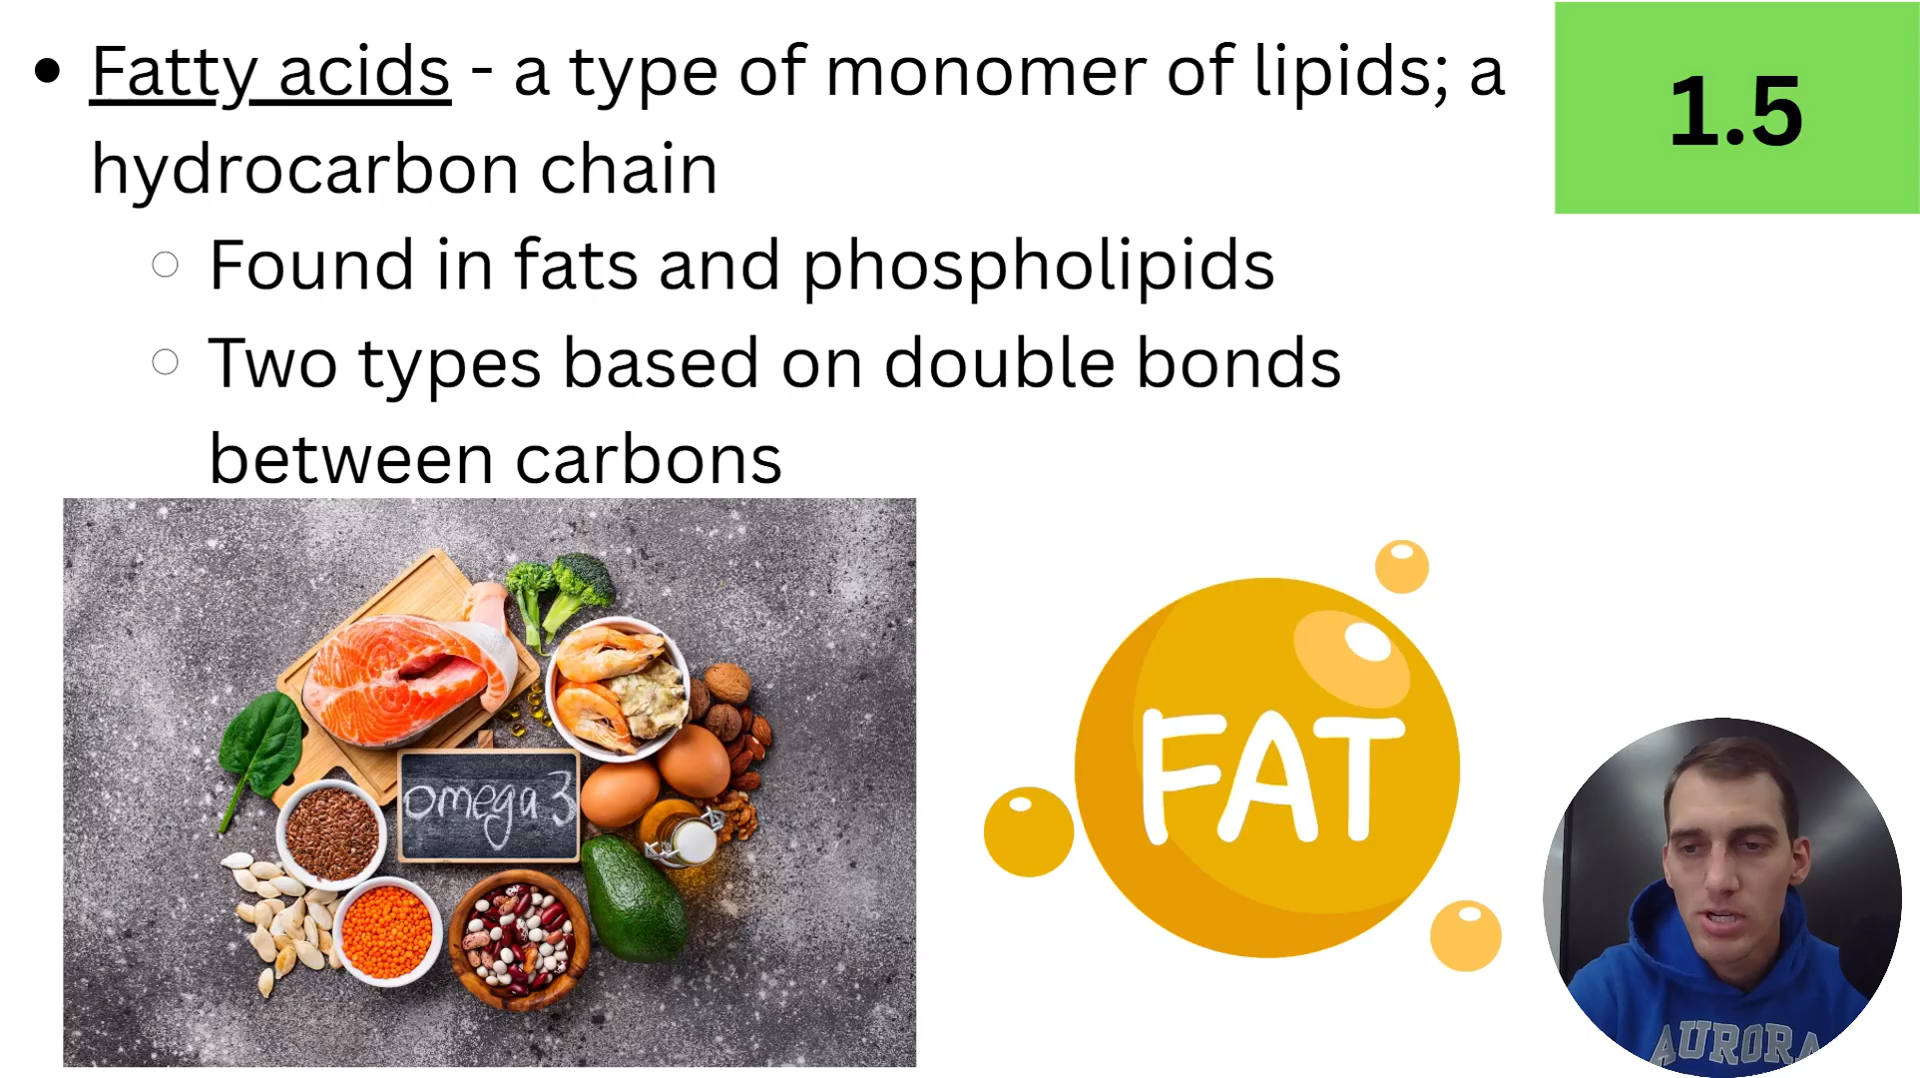 • Fatty acids - a type of monomer of lipids; a
hydrocarbon chain
○ Found in fats and phospholipids
○ Two types based on double bonds
between carbons
1.5
omega 3
FAT
AURORA